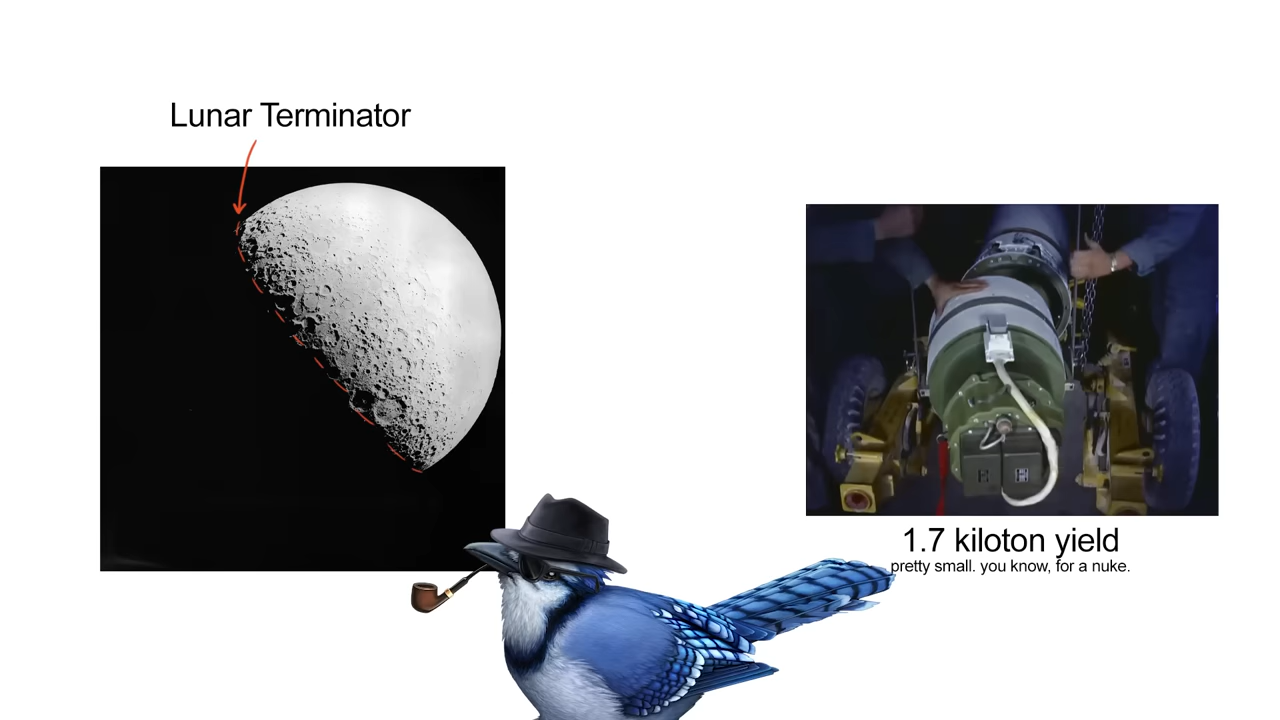 Lunar Terminator
1.7 kiloton yield
pretty small. you know, for a nuke.